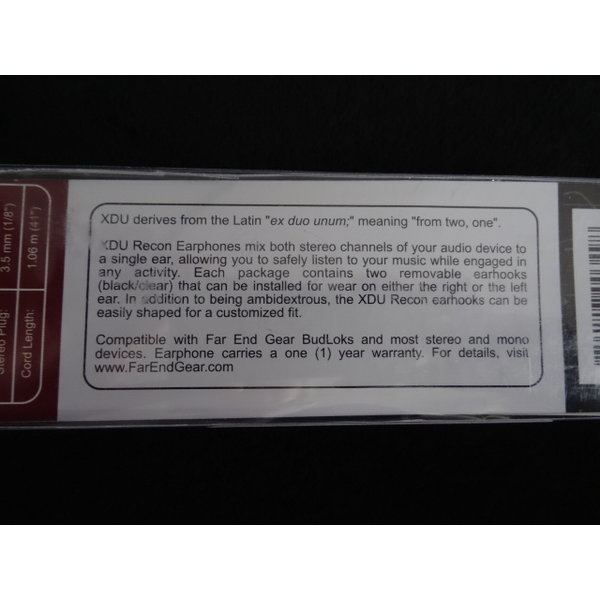 XDU derives from the Latin "ex duo unum;" meaning "from two, one".
XDU Recon Earphones mix both stereo channels of your audio device to
a single ear, allowing you to safely listen to your music while engaged in
any activity. Each package contains two removable earhooks
(black/clear) that can be installed for wear on either the right or the left
ear. In addition to being ambidextrous, the XDU Recon earhooks can be
easily shaped for a customized fit.
Compatible with Far End Gear BudLoks and most stereo and mono
devices. Earphone carries a one (1) year warranty. For details, visit
www.FarEndGear.com
Stereo Plug: 3.5 mm (1/8")
Cord Length: 1.06 m (41")